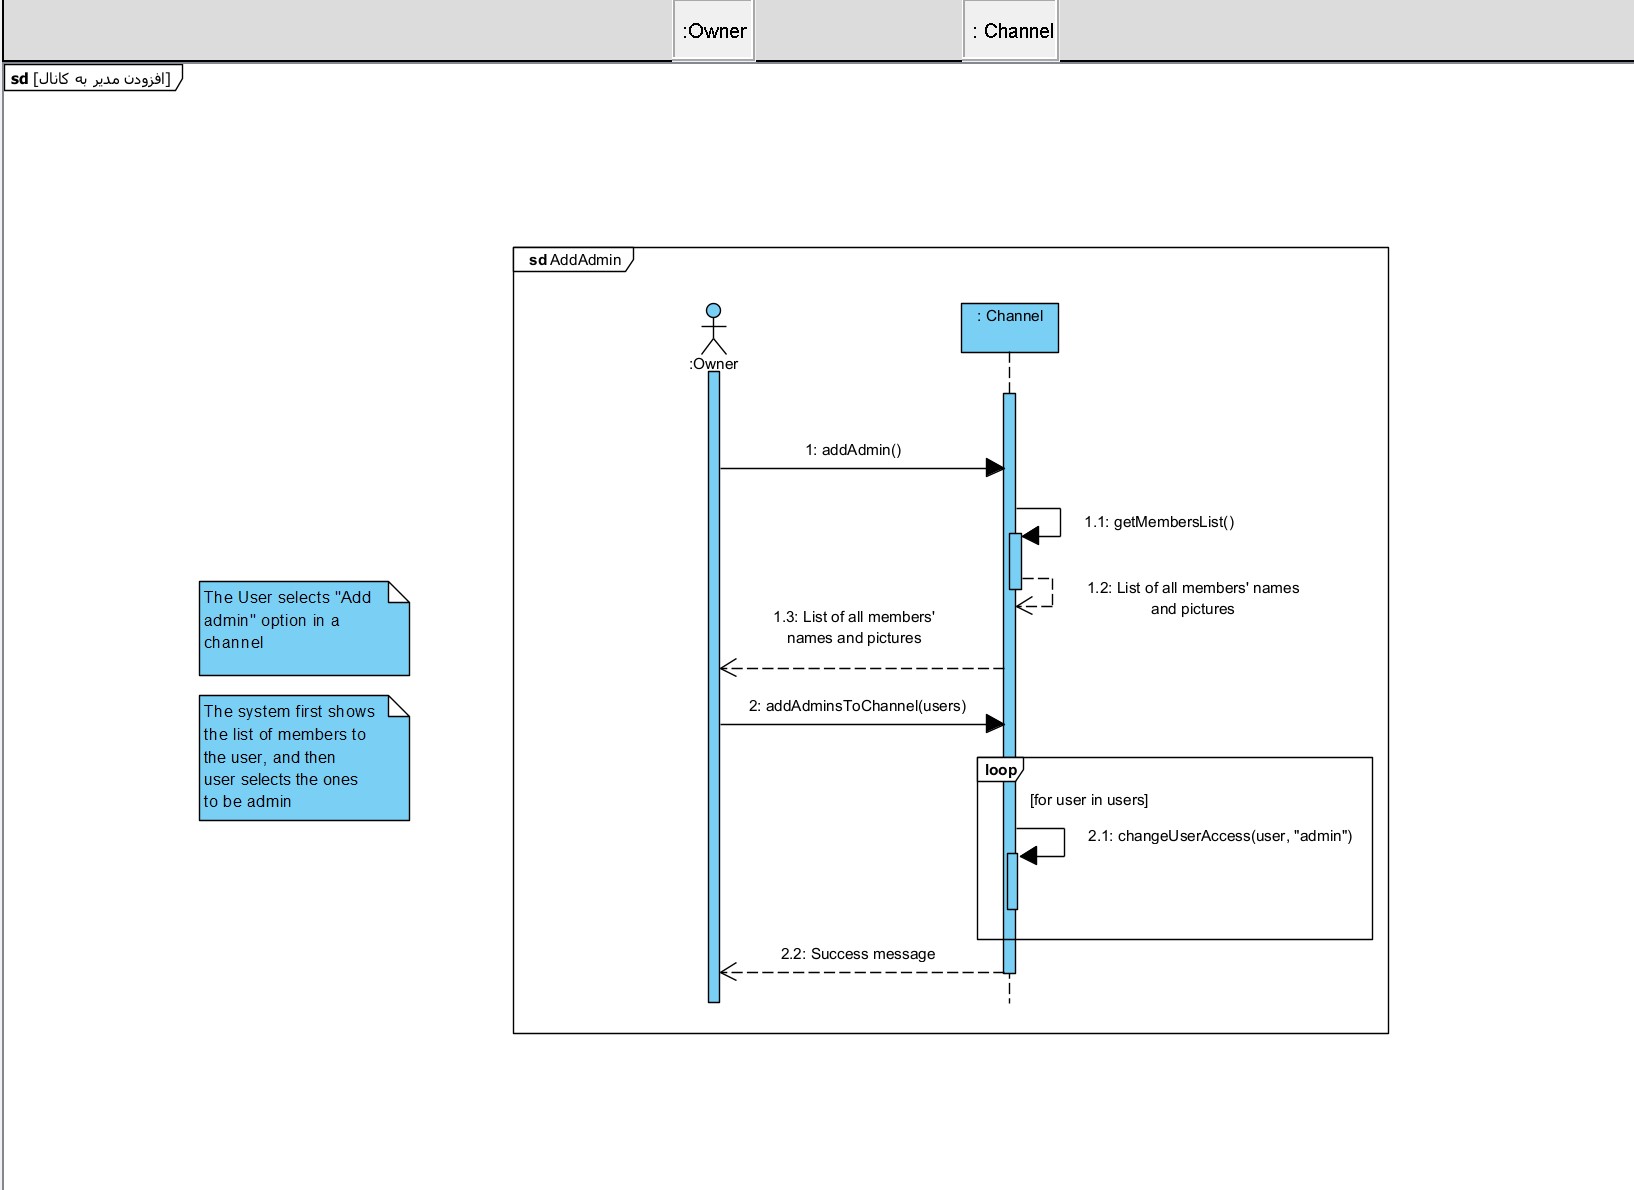 :Owner
: Channel
sd [افزودن مدیر به کانال]
sd AddAdmin
: Channel
:Owner
1: addAdmin()
1.1: getMembersList()
The User selects "Add
admin" option in a
channel
1.2: List of all members' names
and pictures
1.3: List of all members'
names and pictures
The system first shows
the list of members to
the user, and then
user selects the ones
to be admin
2: addAdminsToChannel(users)
loop
[for user in users]
2.1: changeUserAccess(user, "admin")
2.2: Success message